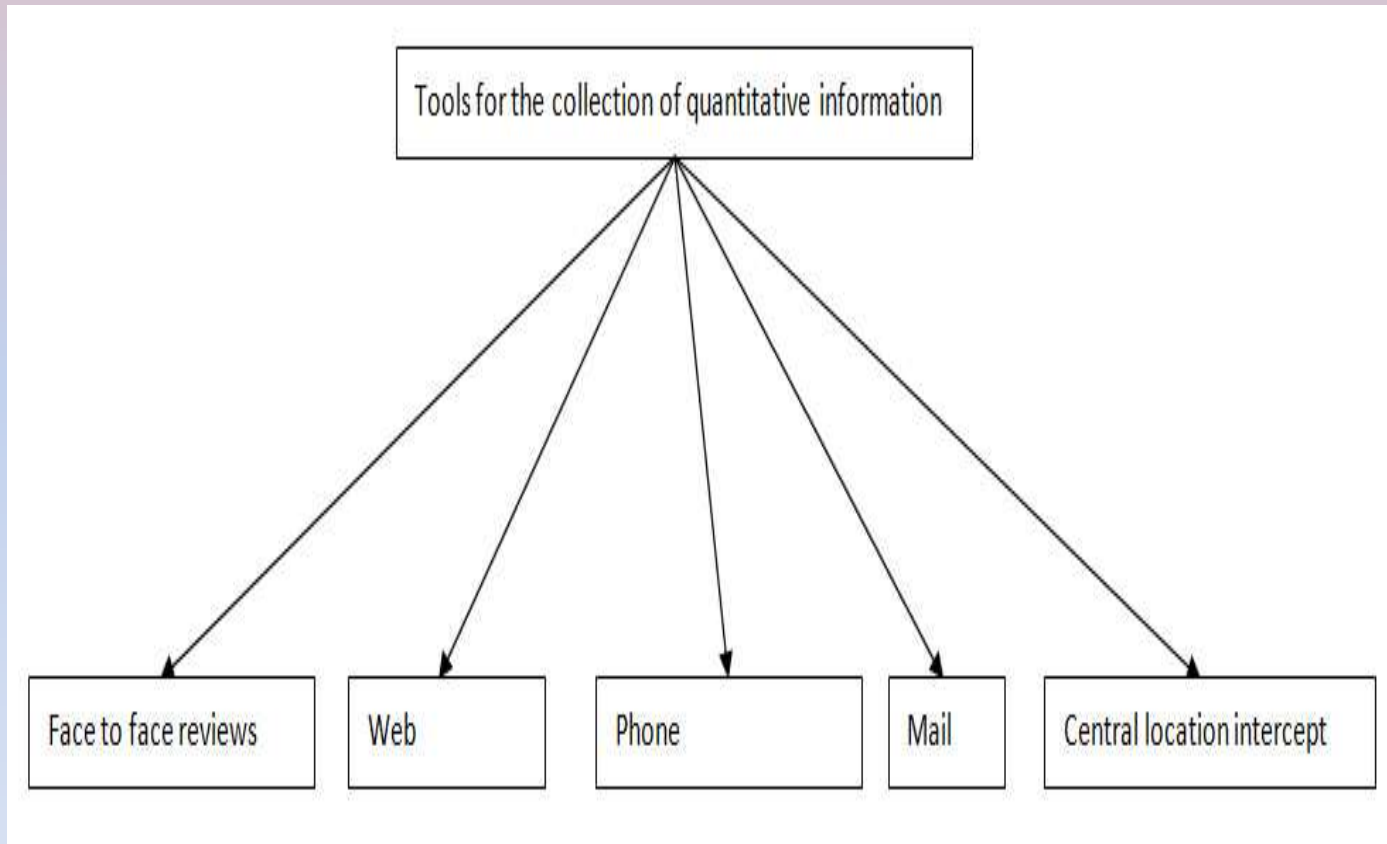 Tools for the collection of quantitative information
Face to face reviews
Web
Phone
Mail
Central location intercept